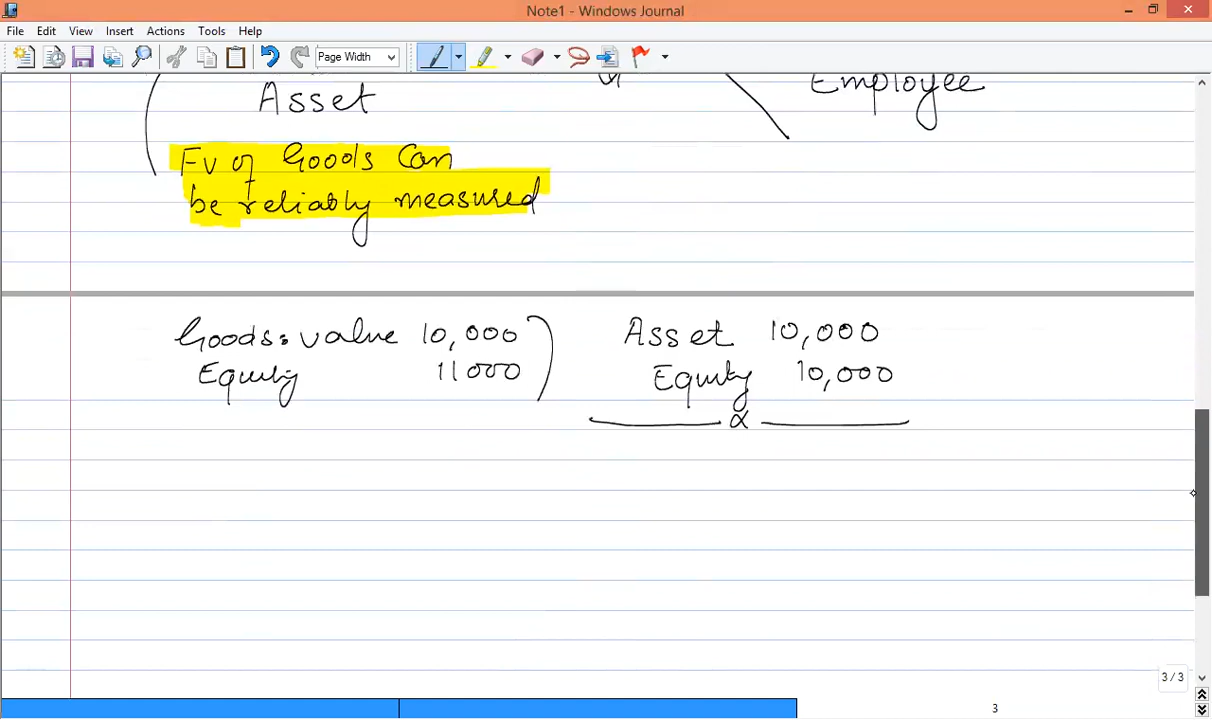 Note1 - Windows Journal
File Edit View Insert Actions Tools Help
Page Width
Asset
Employee
FV of Goods Can
be reliably measured
Goods: value 10,000
Equity 11000
Asset 10,000
Equity 10,000
3 / 3
3